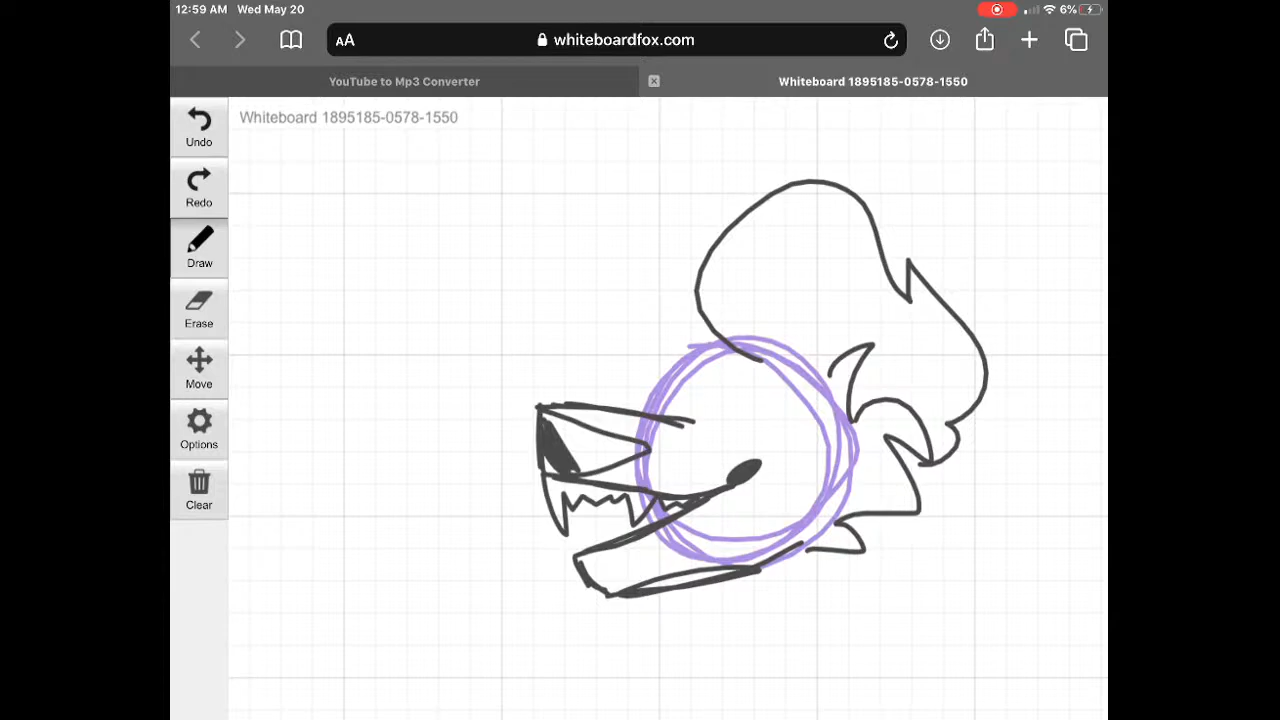 12:59 AM Wed May 20 6%
AA whiteboardfox.com
YouTube to Mp3 Converter Whiteboard 1895185-0578-1550
Whiteboard 1895185-0578-1550
Undo
Redo
Draw
Erase
Move
Options
Clear